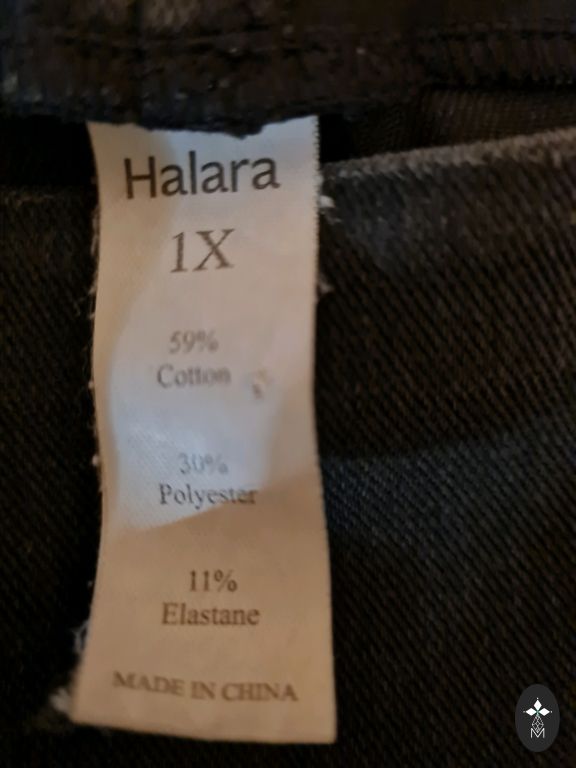 Halara
1X
59%
Cotton
30%
Polyester
11%
Elastane
MADE IN CHINA
M